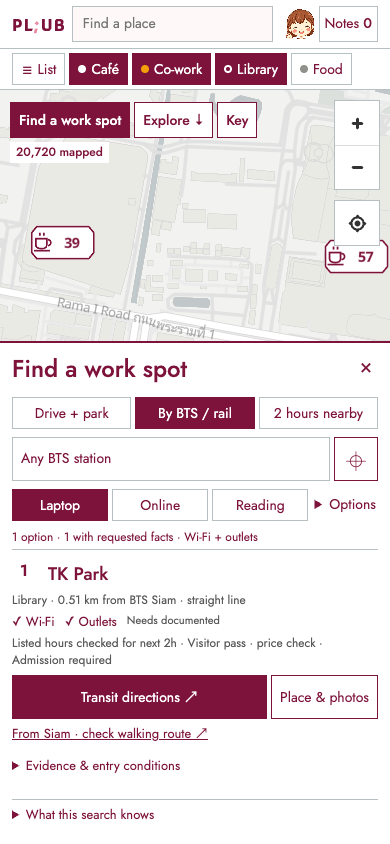 PL;UB
Find a place
Notes 0
≡ List
Café
Co-work
Library
Food
Find a work spot
Explore ↓
Key
20,720 mapped
+
−
39
57
Rama I Road ถนนพระรามที่ 1
Find a work spot
×
Drive + park
By BTS / rail
2 hours nearby
Any BTS station
Laptop
Online
Reading
▶ Options
1 option · 1 with requested facts · Wi-Fi + outlets
1 TK Park
Library · 0.51 km from BTS Siam · straight line
✓ Wi-Fi ✓ Outlets Needs documented
Listed hours checked for next 2h · Visitor pass · price check ·
Admission required
Transit directions ↗
Place & photos
From Siam · check walking route ↗
▶ Evidence & entry conditions
▶ What this search knows